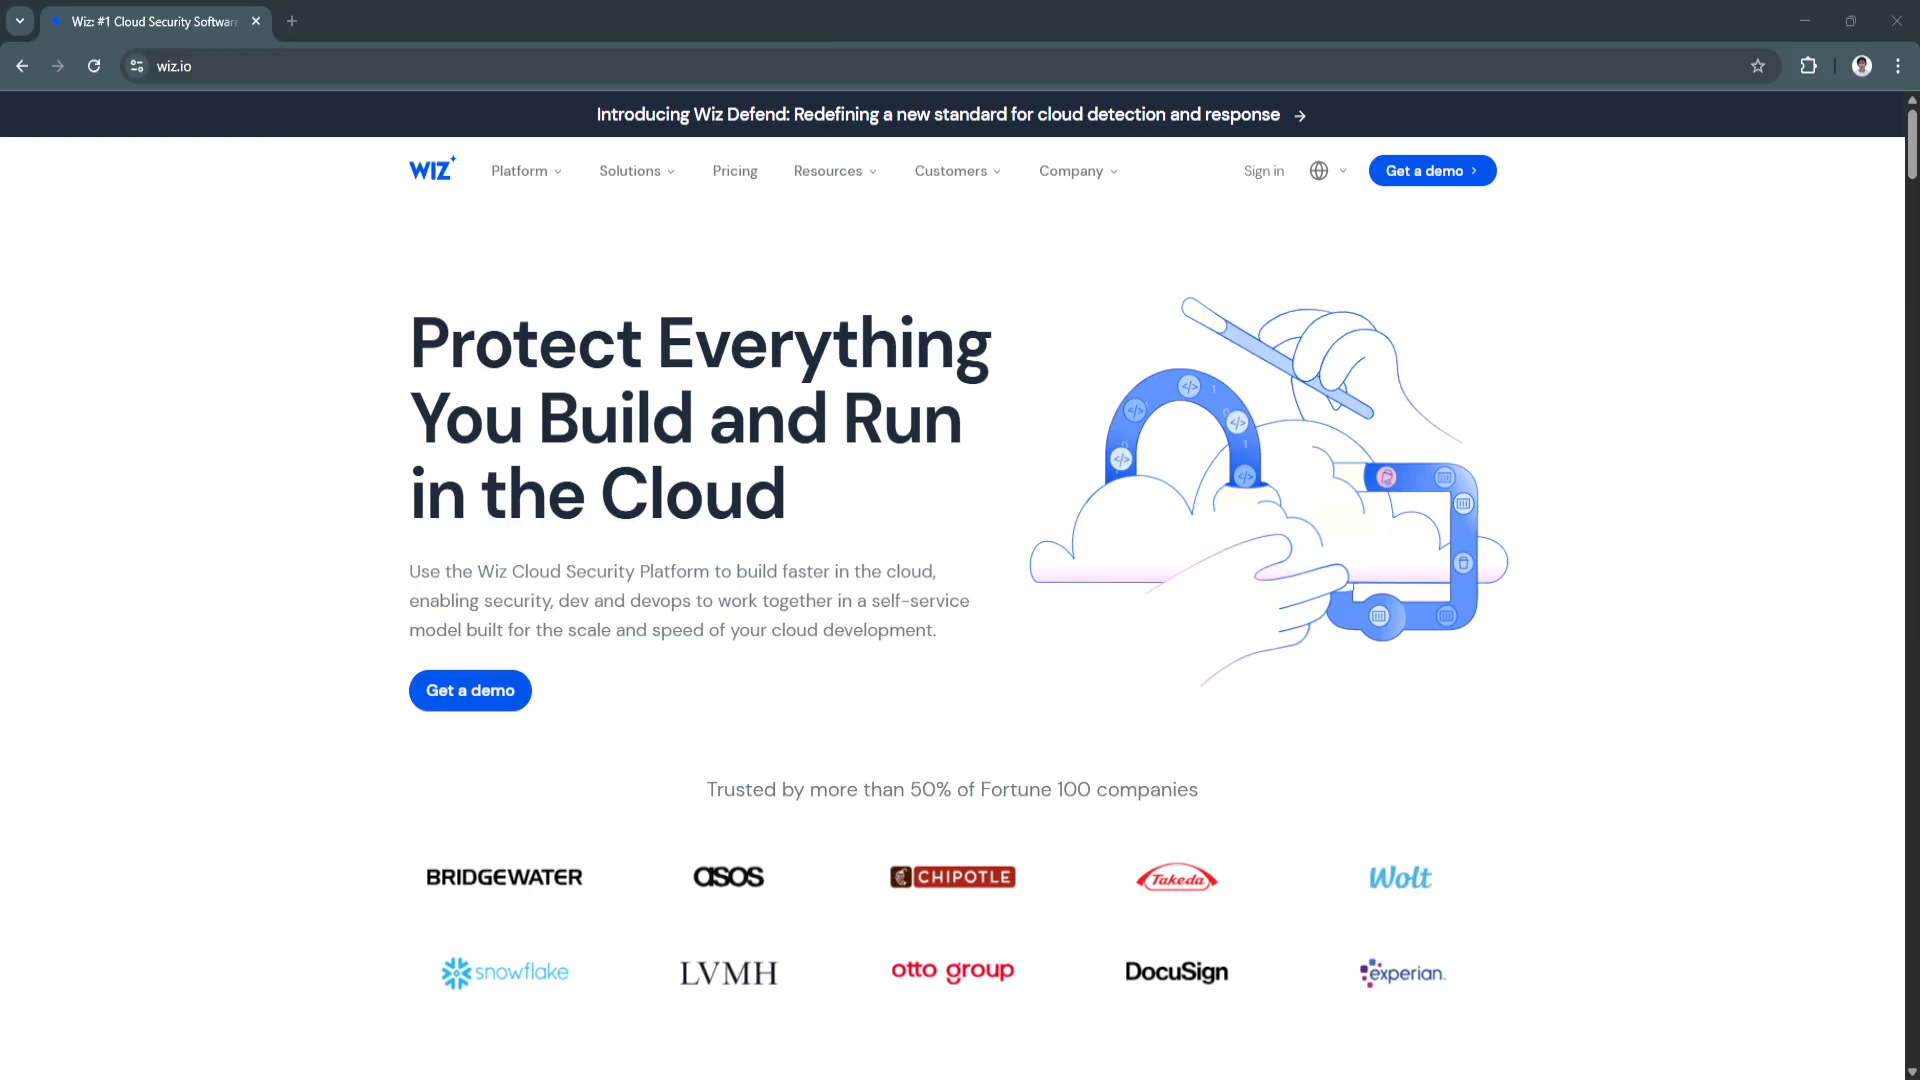 Wiz: #1 Cloud Security Software
wiz.io
Introducing Wiz Defend: Redefining a new standard for cloud detection and response →
WIZ
Platform
Solutions
Pricing
Resources
Customers
Company
Sign in
Get a demo
Protect Everything
You Build and Run
in the Cloud
Use the Wiz Cloud Security Platform to build faster in the cloud,
enabling security, dev and devops to work together in a self-service
model built for the scale and speed of your cloud development.
Get a demo
Trusted by more than 50% of Fortune 100 companies
BRIDGEWATER
asos
CHIPOTLE
Takeda
Wolt
snowflake
LVMH
otto group
DocuSign
experian.